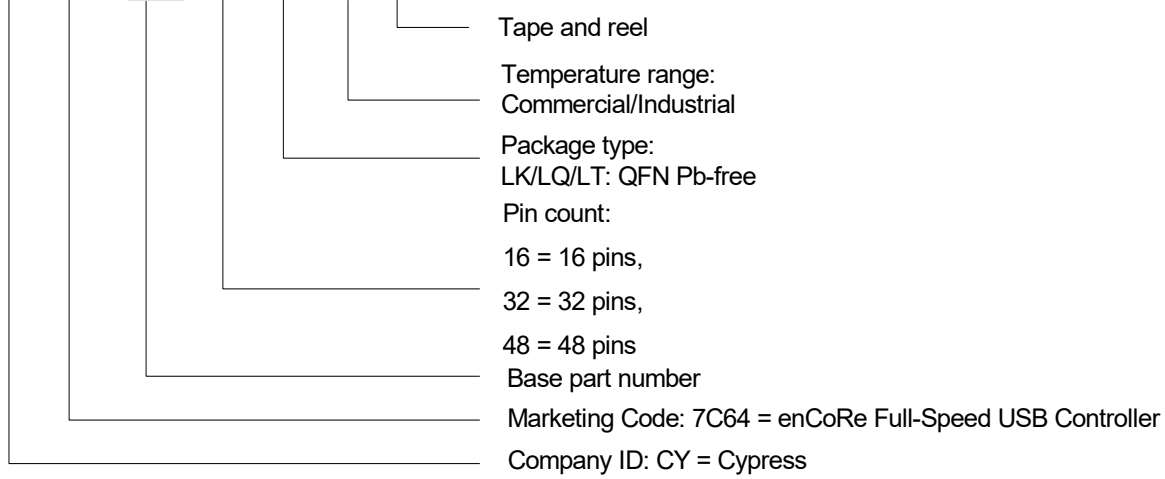 Tape and reel
Temperature range:
Commercial/Industrial
Package type:
LK/LQ/LT: QFN Pb-free
Pin count:
16 = 16 pins,
32 = 32 pins,
48 = 48 pins
Base part number
Marketing Code: 7C64 = enCoRe Full-Speed USB Controller
Company ID: CY = Cypress